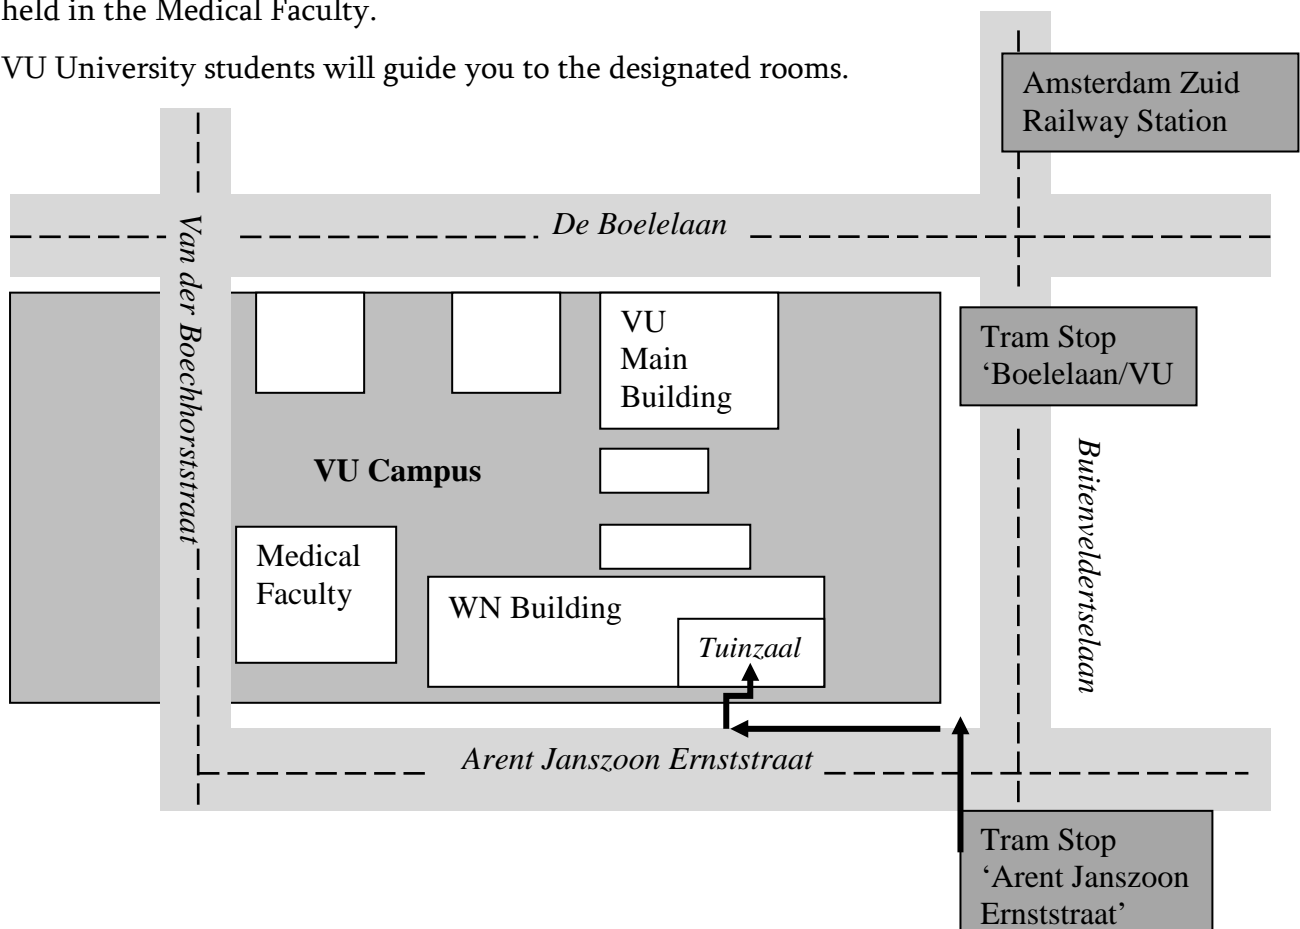 held in the Medical Faculty.
VU University students will guide you to the designated rooms.
Amsterdam Zuid
Railway Station
De Boelelaan
Van der Boechhorststraat
VU
Main
Building
Tram Stop
‘Boelelaan/VU
VU Campus
Buitenveldertselaan
Medical
Faculty
WN Building
Tuinzaal
Arent Janszoon Ernststraat
Tram Stop
‘Arent Janszoon
Ernststraat’